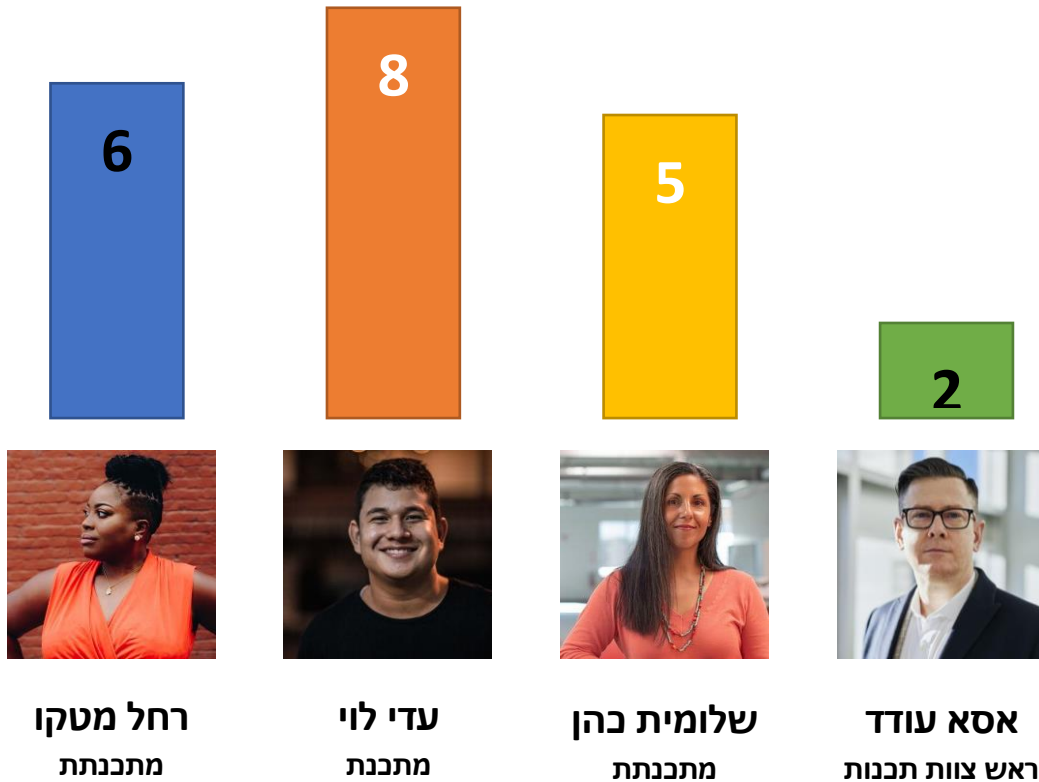 6
8
5
2
רחל מטקו
מתכנתת
עדי לוי
מתכנת
שלומית כהן
מתכנתת
אסא עודד
ראש צוות תכנות